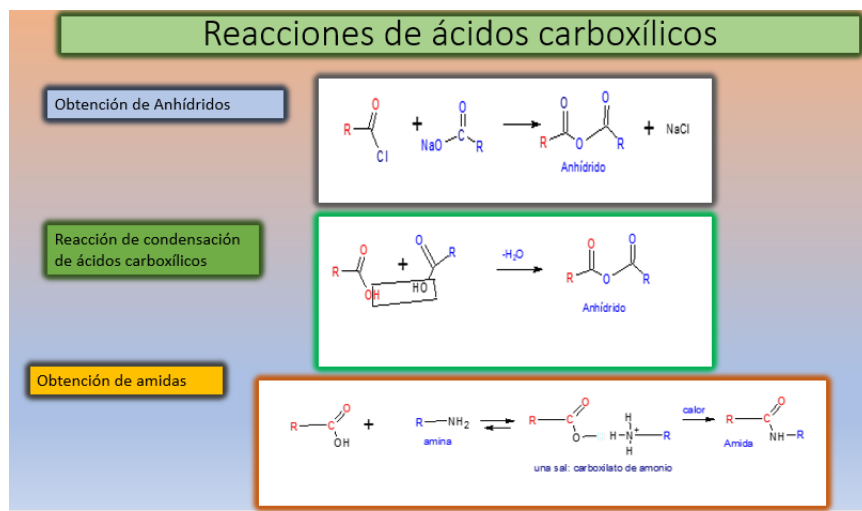 Reacciones de ácidos carboxílicos
Obtención de Anhídridos
O
R
Cl
+
O
NaO
C
R
O
O
R
O
R
Anhídrido
+
NaCl
Reacción de condensación
de ácidos carboxílicos
O
R
OH
+
O
R
HO
-H₂O
O
O
R
O
R
Anhídrido
Obtención de amidas
R
C
O
OH
+
R—NH₂
amina
R
C
O
O
H
H-N⁺
R
H
una sal: carboxilato de amonio
calor
R
C
O
NH-R
Amida